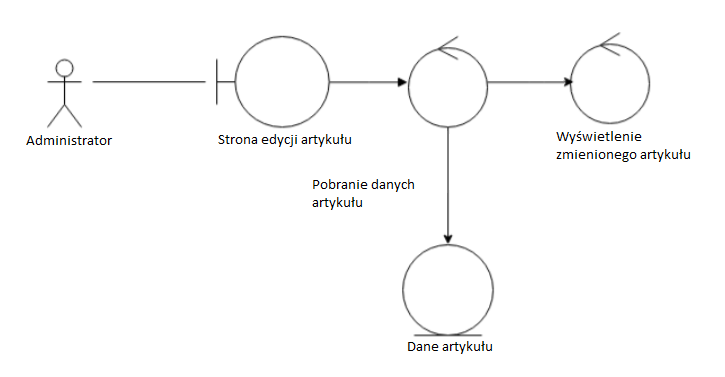 Administrator
Strona edycji artykułu
Wyświetlenie
zmienionego artykułu
Pobranie danych
artykułu
Dane artykułu